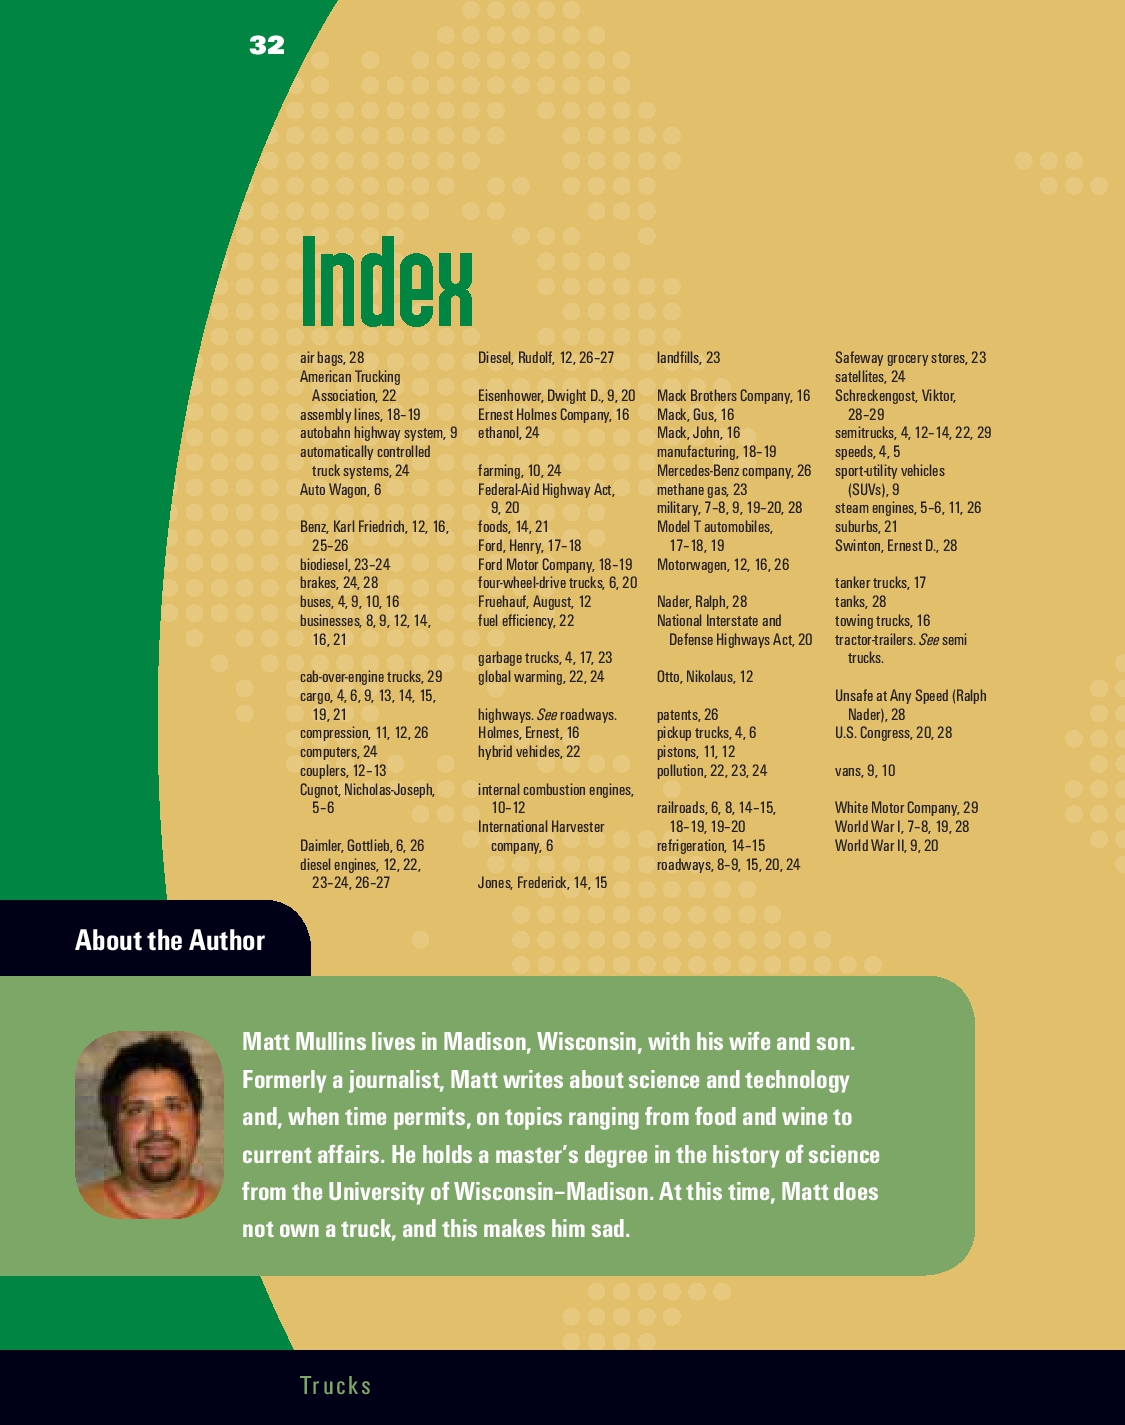 32
Index
air bags, 28
American Trucking
Association, 22
assembly lines, 18–19
autobahn highway system, 9
automatically controlled
truck systems, 24
Auto Wagon, 6
Benz, Karl Friedrich, 12, 16,
25–26
biodiesel, 23–24
brakes, 24, 28
buses, 4, 9, 10, 16
businesses, 8, 9, 12, 14,
16, 21
cab-over-engine trucks, 29
cargo, 4, 6, 9, 13, 14, 15,
19, 21
compression, 11, 12, 26
computers, 24
couplers, 12–13
Cugnot, Nicholas-Joseph,
5–6
Daimler, Gottlieb, 6, 26
diesel engines, 12, 22,
23–24, 26–27
Diesel, Rudolf, 12, 26–27
Eisenhower, Dwight D., 9, 20
Ernest Holmes Company, 16
ethanol, 24
farming, 10, 24
Federal-Aid Highway Act,
9, 20
foods, 14, 21
Ford, Henry, 17–18
Ford Motor Company, 18–19
four-wheel-drive trucks, 6, 20
Fruehauf, August, 12
fuel efficiency, 22
garbage trucks, 4, 17, 23
global warming, 22, 24
highways. See roadways.
Holmes, Ernest, 16
hybrid vehicles, 22
internal combustion engines,
10–12
International Harvester
company, 6
Jones, Frederick, 14, 15
landfills, 23
Mack Brothers Company, 16
Mack, Gus, 16
Mack, John, 16
manufacturing, 18–19
Mercedes-Benz company, 26
methane gas, 23
military, 7–8, 9, 19–20, 28
Model T automobiles,
17–18, 19
Motorwagen, 12, 16, 26
Nader, Ralph, 28
National Interstate and
Defense Highways Act, 20
Otto, Nikolaus, 12
patents, 26
pickup trucks, 4, 6
pistons, 11, 12
pollution, 22, 23, 24
railroads, 6, 8, 14–15,
18–19, 19–20
refrigeration, 14–15
roadways, 8–9, 15, 20, 24
Safeway grocery stores, 23
satellites, 24
Schreckengost, Viktor,
28–29
semitrucks, 4, 12–14, 22, 29
speeds, 4, 5
sport-utility vehicles
(SUVs), 9
steam engines, 5–6, 11, 26
suburbs, 21
Swinton, Ernest D., 28
tanker trucks, 17
tanks, 28
towing trucks, 16
tractor-trailers. See semi
trucks.
Unsafe at Any Speed (Ralph
Nader), 28
U.S. Congress, 20, 28
vans, 9, 10
White Motor Company, 29
World War I, 7–8, 19, 28
World War II, 9, 20
About the Author
Matt Mullins lives in Madison, Wisconsin, with his wife and son.
Formerly a journalist, Matt writes about science and technology
and, when time permits, on topics ranging from food and wine to
current affairs. He holds a master's degree in the history of science
from the University of Wisconsin–Madison. At this time, Matt does
not own a truck, and this makes him sad.
Trucks